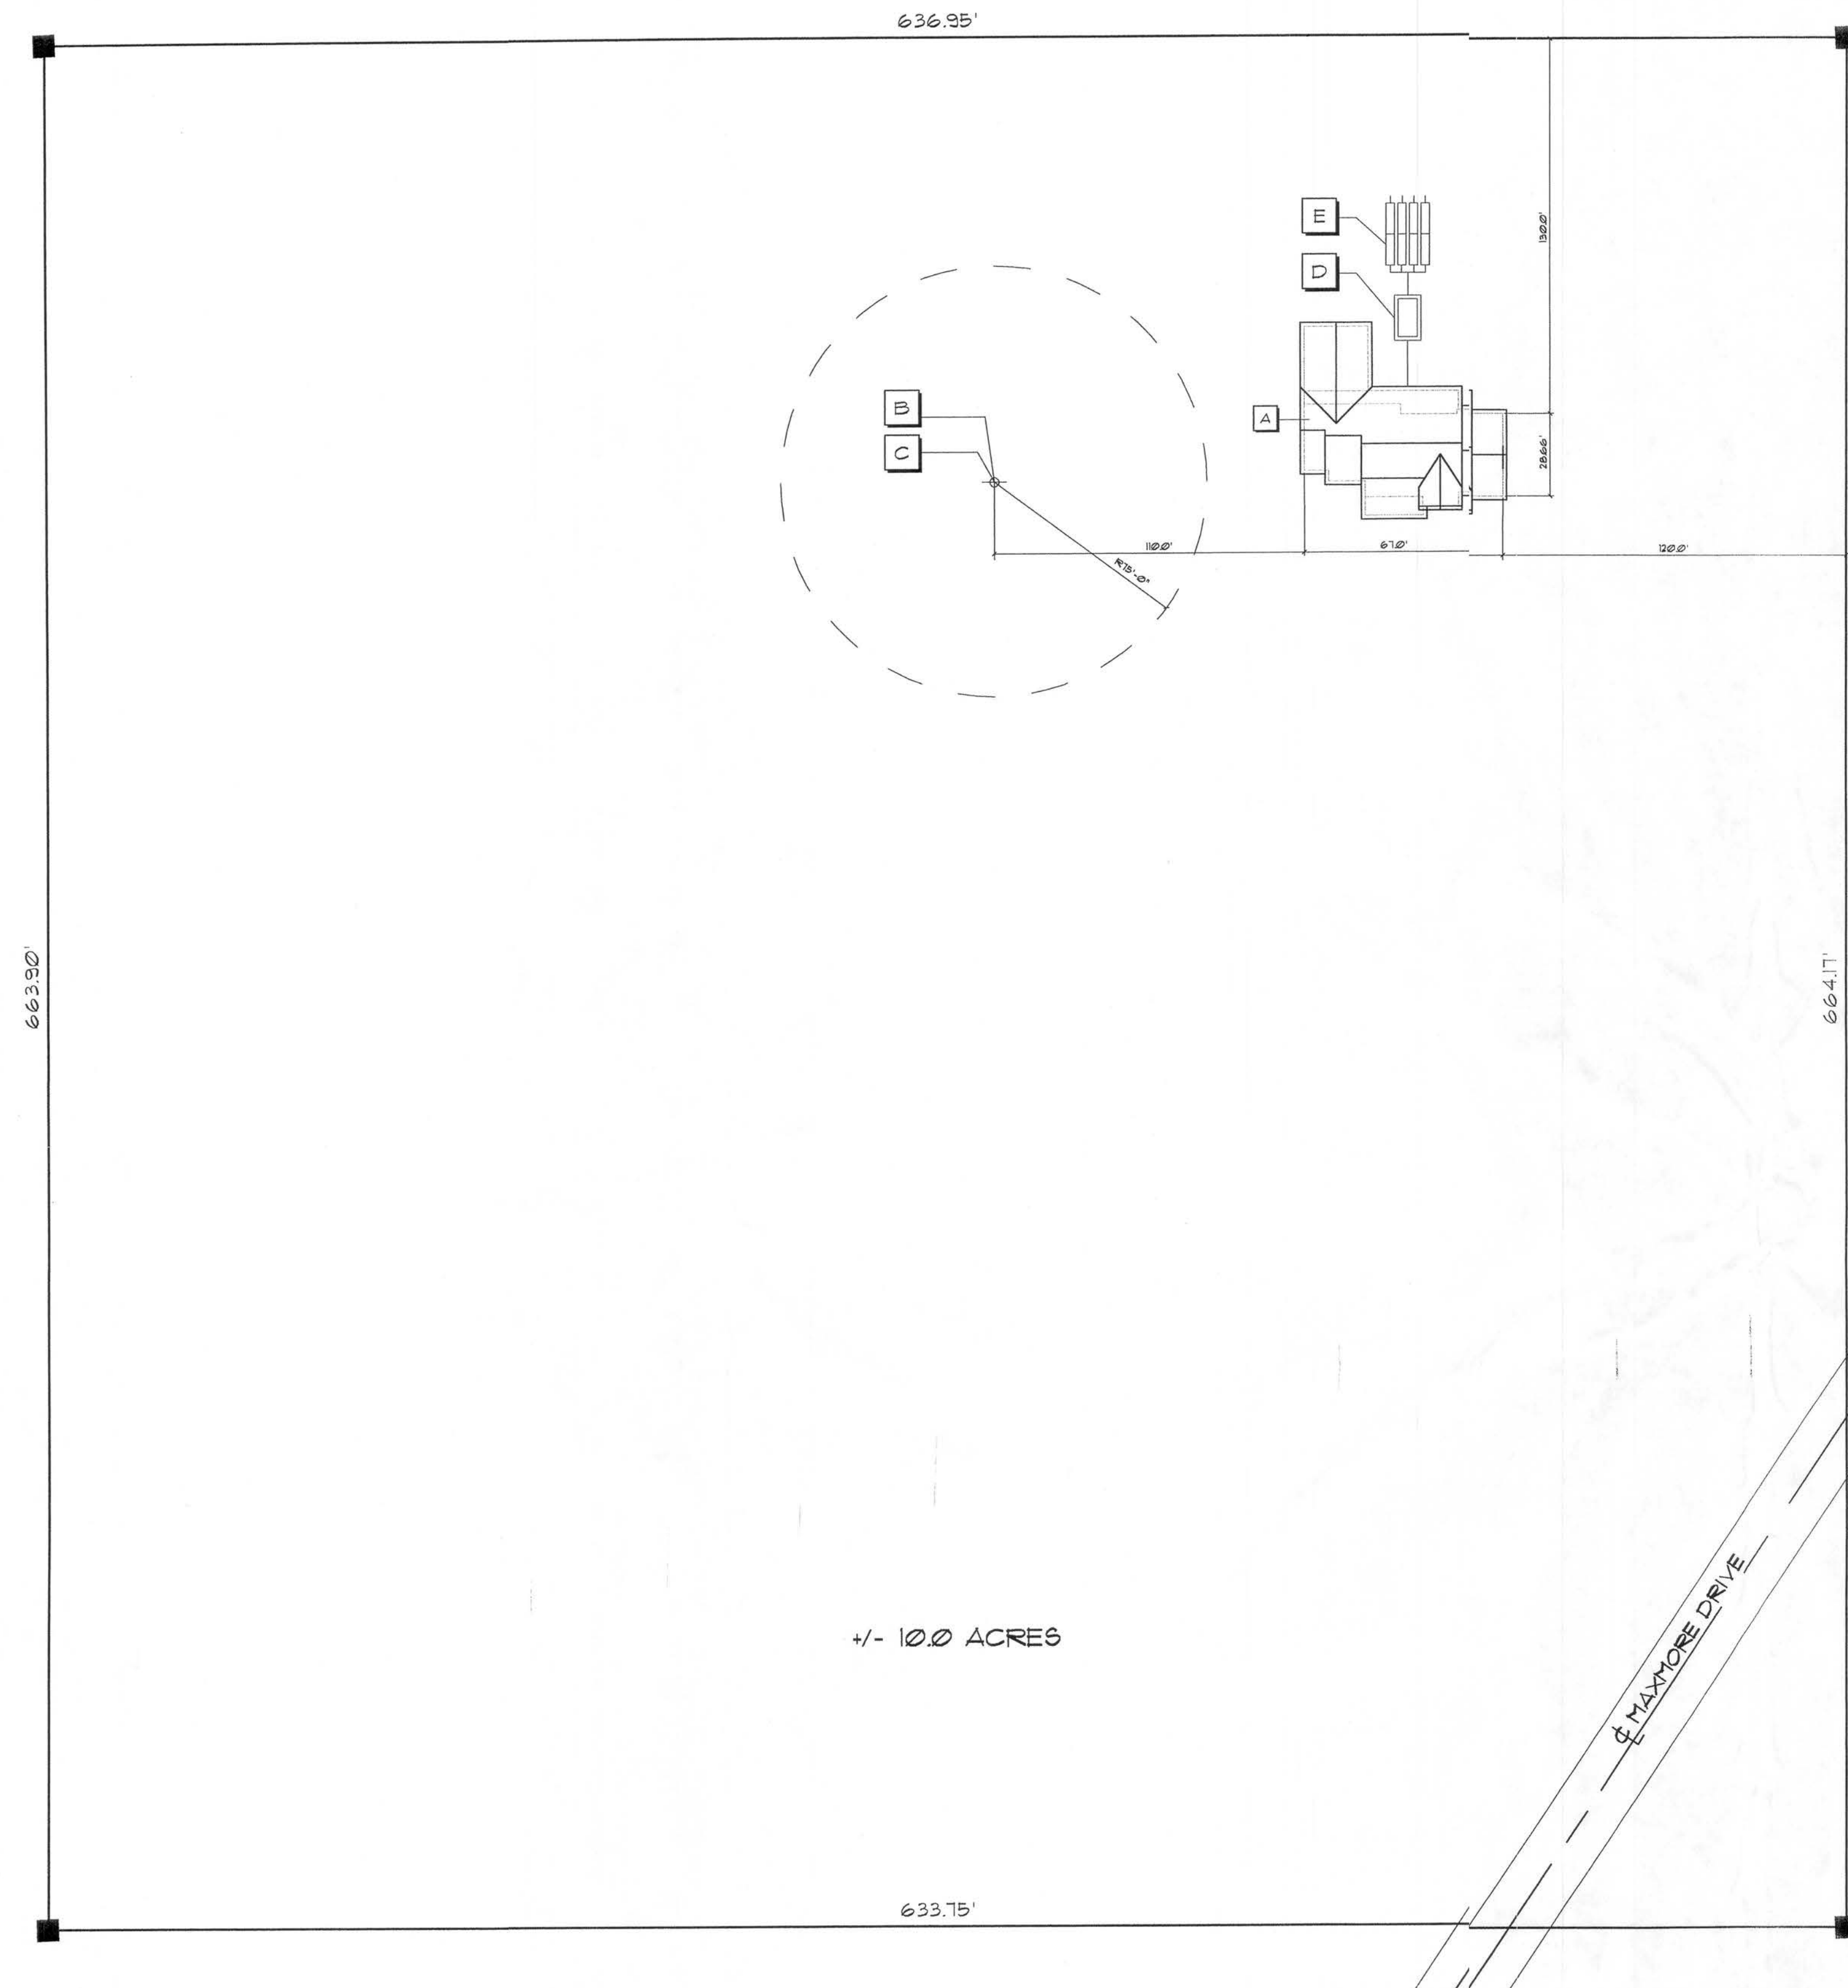 636.95'
E
130.0'
D
B
A
C
28.66'
110.0'
67.0'
120.0'
R75'-0"
663.90'
664.17'
℄ MAXMORE DRIVE
+/- 10.0 ACRES
633.75'